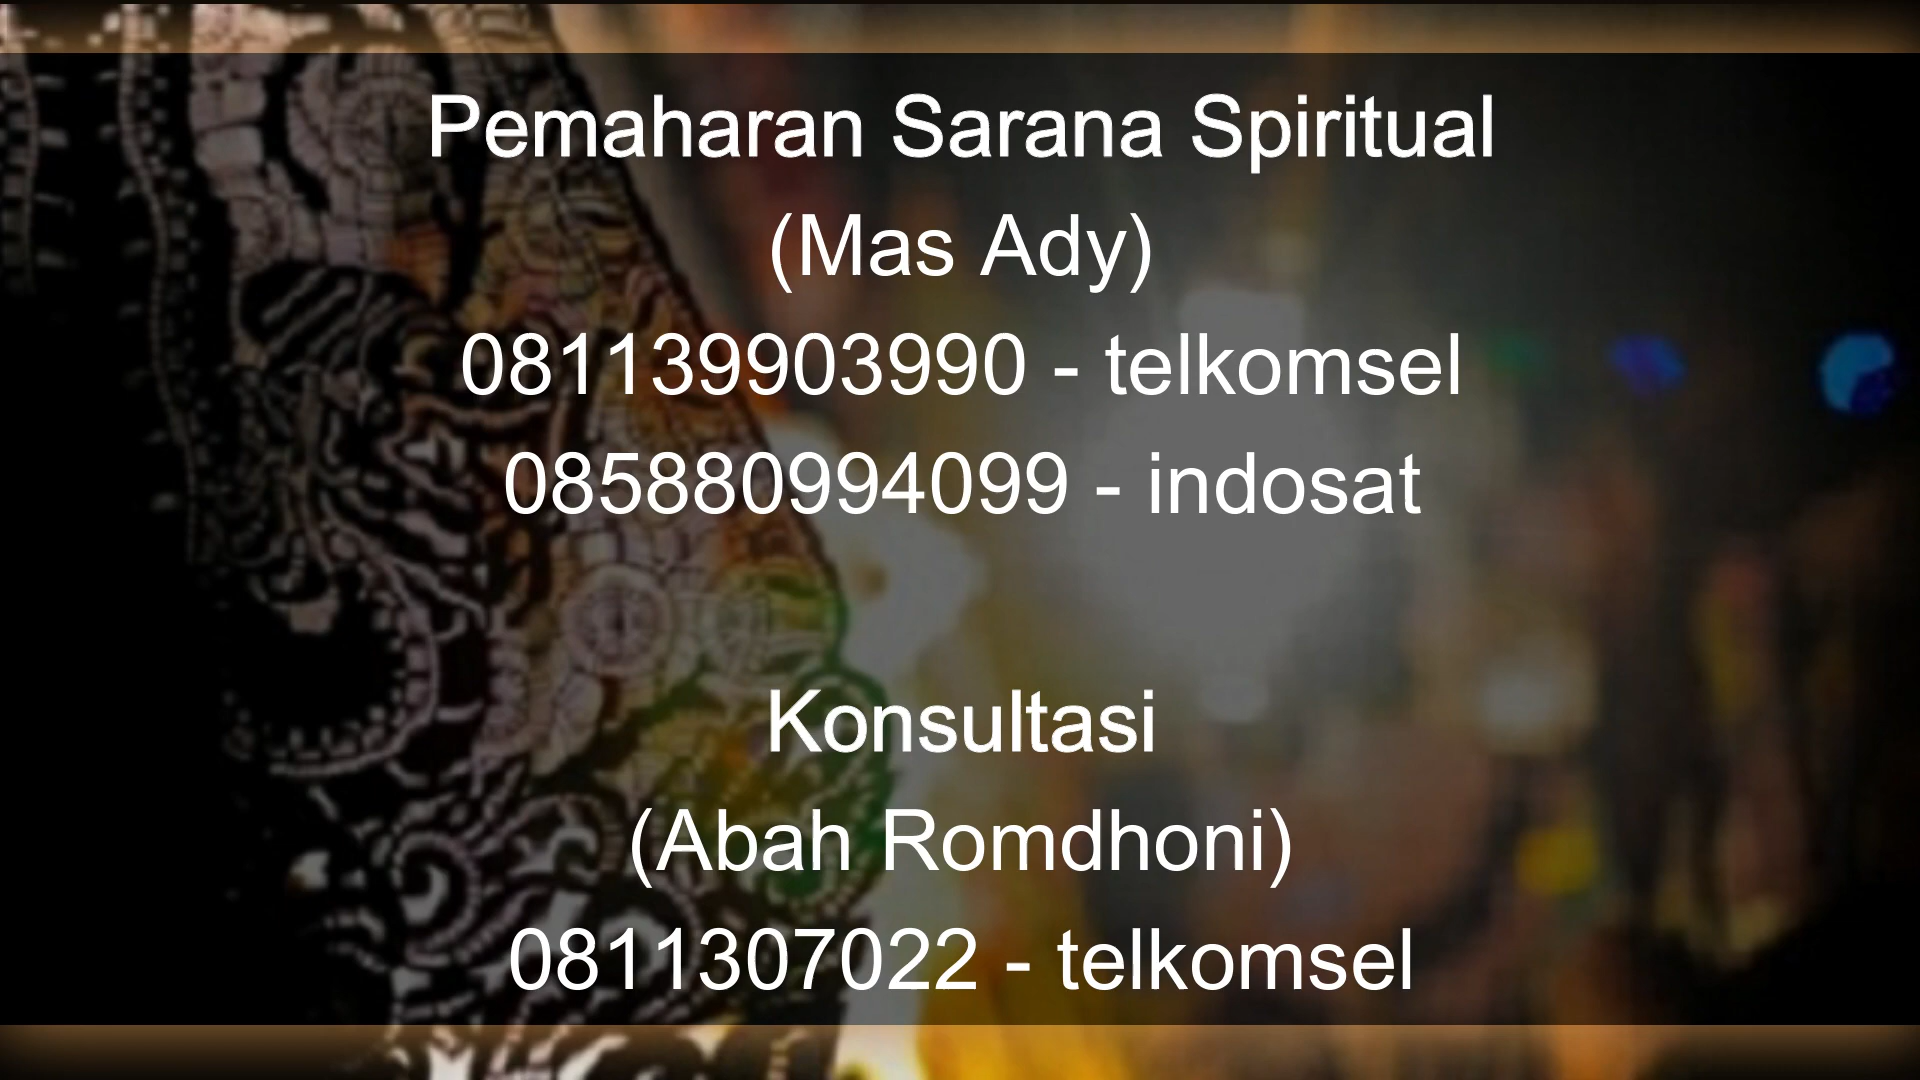 Pemaharan Sarana Spiritual
(Mas Ady)
081139903990 - telkomsel
085880994099 - indosat
Konsultasi
(Abah Romdhoni)
0811307022 - telkomsel